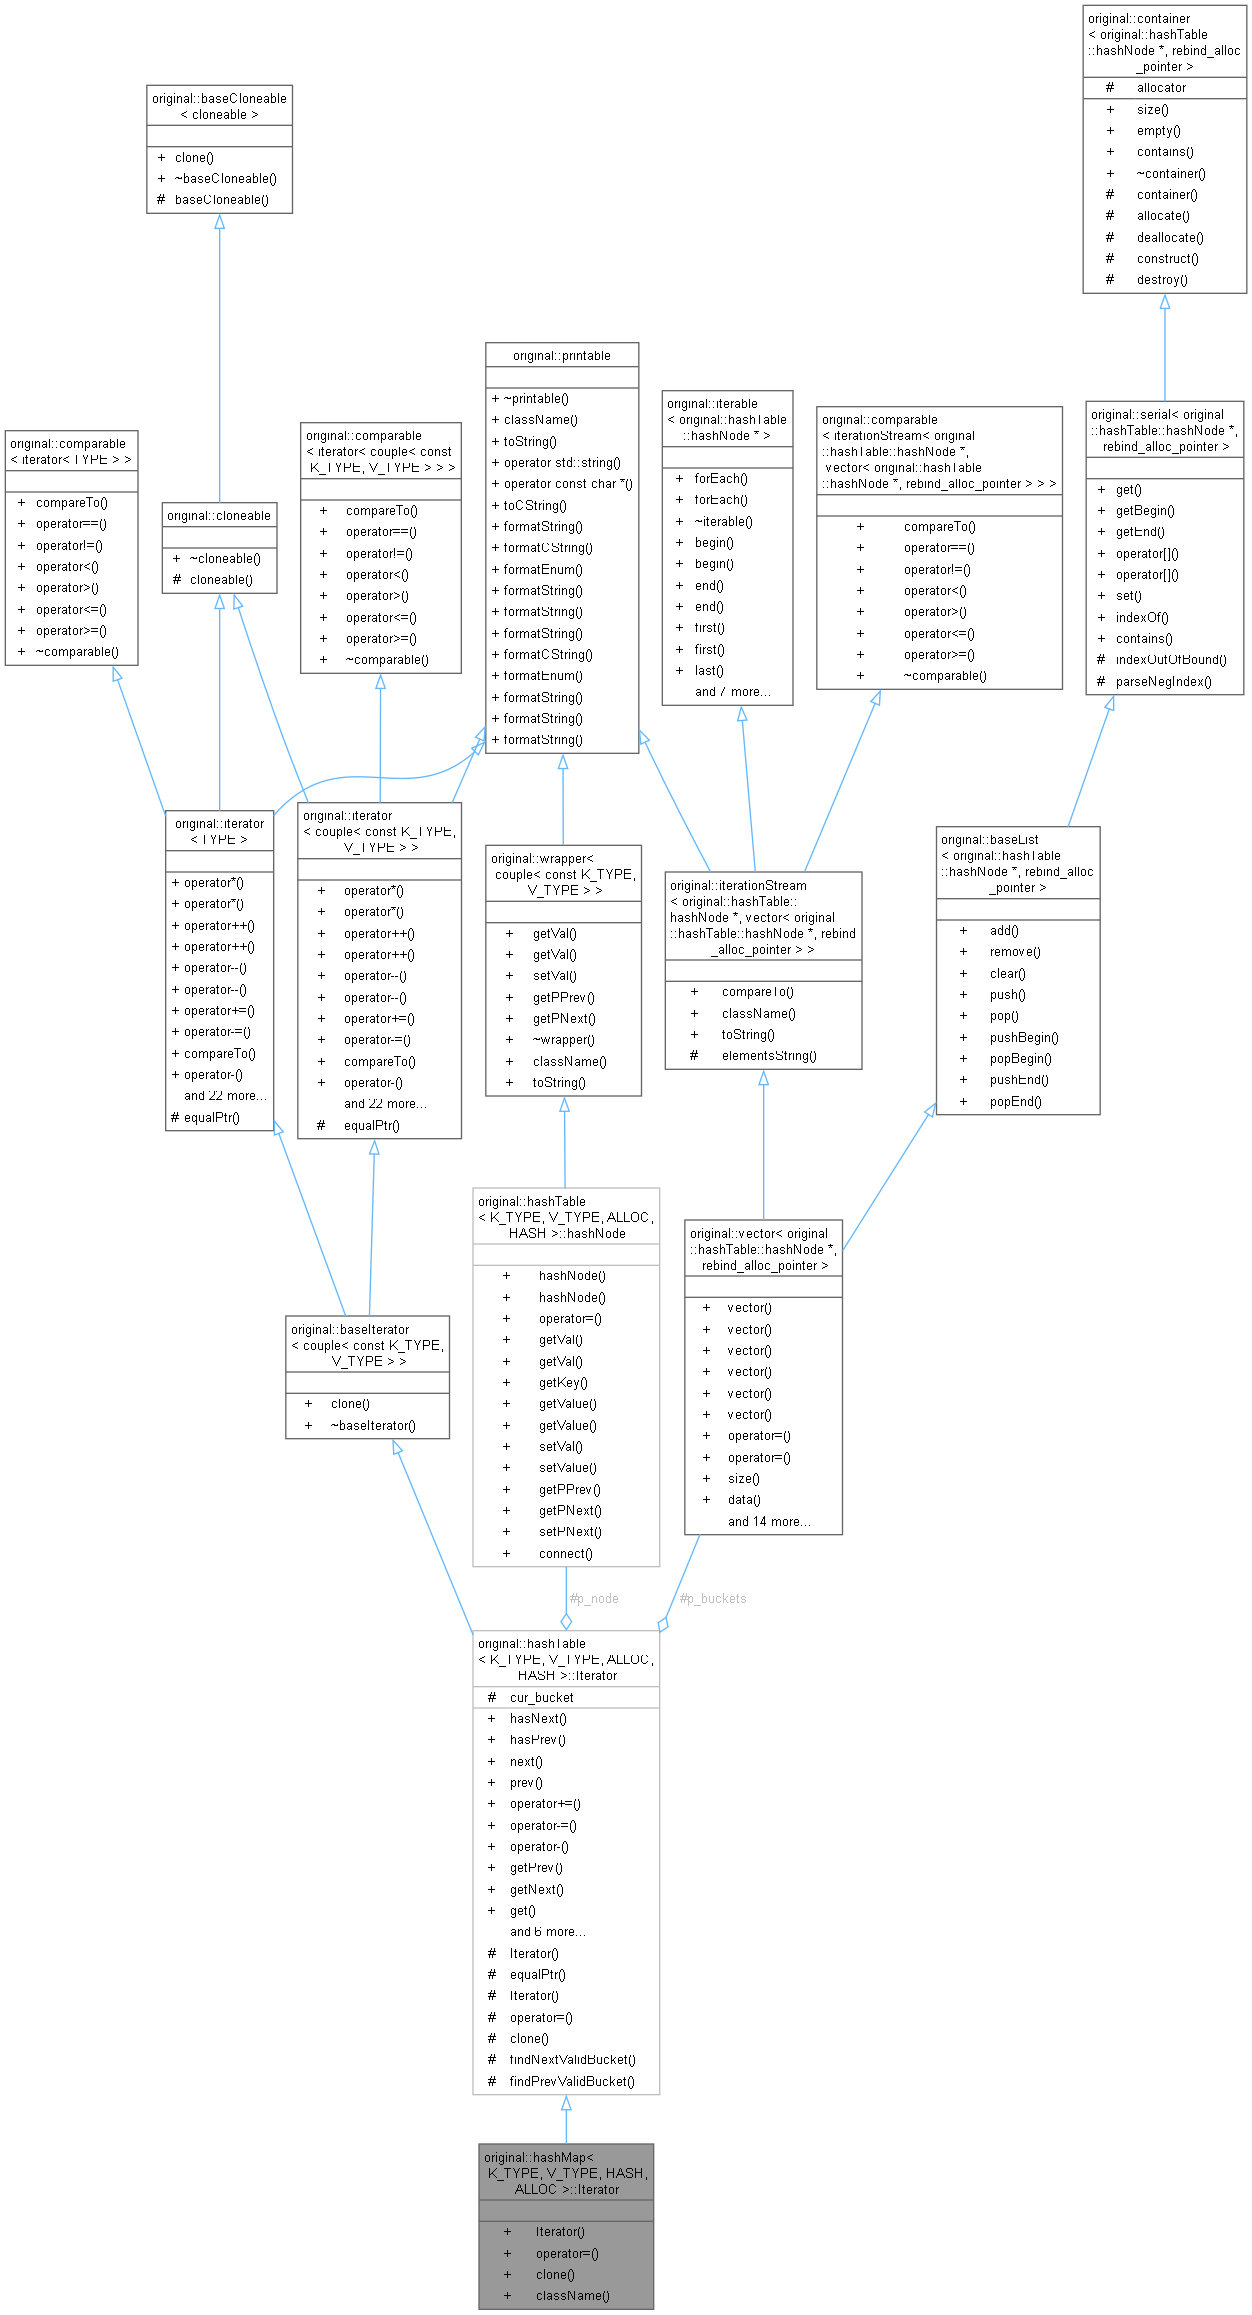 original::container
< original::hashTable
::hashNode *, rebind_alloc
_pointer >
# allocator
+ size()
+ empty()
+ contains()
+ ~container()
# container()
# allocate()
# deallocate()
# construct()
# destroy()
original::baseCloneable
< cloneable >
+ clone()
+ ~baseCloneable()
# baseCloneable()
original::printable
+ ~printable()
+ className()
+ toString()
+ operator std::string()
+ operator const char *()
+ toCString()
+ formatString()
+ formatCString()
+ formatEnum()
+ formatString()
+ formatString()
+ formatString()
+ formatCString()
+ formatEnum()
+ formatString()
+ formatString()
+ formatString()
original::iterable
< original::hashTable
::hashNode * >
+ forEach()
+ forEach()
+ ~iterable()
+ begin()
+ begin()
+ end()
+ end()
+ first()
+ first()
+ last()
and 7 more...
original::comparable
< iterationStream< original
::hashTable::hashNode *,
vector< original::hashTable
::hashNode *, rebind_alloc_pointer > > >
+ compareTo()
+ operator==()
+ operator!=()
+ operator<()
+ operator>()
+ operator<=()
+ operator>=()
+ ~comparable()
original::serial< original
::hashTable::hashNode *,
rebind_alloc_pointer >
+ get()
+ getBegin()
+ getEnd()
+ operator[]()
+ operator[]()
+ set()
+ indexOf()
+ contains()
# indexOutOfBound()
# parseNegIndex()
original::comparable
< iterator< TYPE > >
+ compareTo()
+ operator==()
+ operator!=()
+ operator<()
+ operator>()
+ operator<=()
+ operator>=()
+ ~comparable()
original::cloneable
+ ~cloneable()
# cloneable()
original::comparable
< iterator< couple< const
K_TYPE, V_TYPE > > >
+ compareTo()
+ operator==()
+ operator!=()
+ operator<()
+ operator>()
+ operator<=()
+ operator>=()
+ ~comparable()
original::iterator
< TYPE >
+ operator*()
+ operator*()
+ operator++()
+ operator++()
+ operator--()
+ operator--()
+ operator+=()
+ operator-=()
+ compareTo()
+ operator-()
and 22 more...
# equalPtr()
original::iterator
< couple< const K_TYPE,
V_TYPE > >
+ operator*()
+ operator*()
+ operator++()
+ operator++()
+ operator--()
+ operator--()
+ operator+=()
+ operator-=()
+ compareTo()
+ operator-()
and 22 more...
# equalPtr()
original::wrapper<
couple< const K_TYPE,
V_TYPE > >
+ getVal()
+ getVal()
+ setVal()
+ getPPrev()
+ getPNext()
+ ~wrapper()
+ className()
+ toString()
original::iterationStream
< original::hashTable::
hashNode *, vector< original
::hashTable::hashNode *, rebind
_alloc_pointer > >
+ compareTo()
+ className()
+ toString()
# elementsString()
original::baseList
< original::hashTable
::hashNode *, rebind_alloc
_pointer >
+ add()
+ remove()
+ clear()
+ push()
+ pop()
+ pushBegin()
+ popBegin()
+ pushEnd()
+ popEnd()
original::baseIterator
< couple< const K_TYPE,
V_TYPE > >
+ clone()
+ ~baseIterator()
original::hashTable
< K_TYPE, V_TYPE, ALLOC,
HASH >::hashNode
+ hashNode()
+ hashNode()
+ operator=()
+ getVal()
+ getVal()
+ getKey()
+ getValue()
+ getValue()
+ setVal()
+ setValue()
+ getPPrev()
+ getPNext()
+ setPNext()
+ connect()
original::vector< original
::hashTable::hashNode *,
rebind_alloc_pointer >
+ vector()
+ vector()
+ vector()
+ vector()
+ vector()
+ vector()
+ operator=()
+ operator=()
+ size()
+ data()
and 14 more...
#p_node
#p_buckets
original::hashTable
< K_TYPE, V_TYPE, ALLOC,
HASH >::Iterator
# cur_bucket
+ hasNext()
+ hasPrev()
+ next()
+ prev()
+ operator+=()
+ operator-=()
+ operator-()
+ getPrev()
+ getNext()
+ get()
and 6 more...
# Iterator()
# equalPtr()
# Iterator()
# operator=()
# clone()
# findNextValidBucket()
# findPrevValidBucket()
original::hashMap<
K_TYPE, V_TYPE, HASH,
ALLOC >::Iterator
+ Iterator()
+ operator=()
+ clone()
+ className()